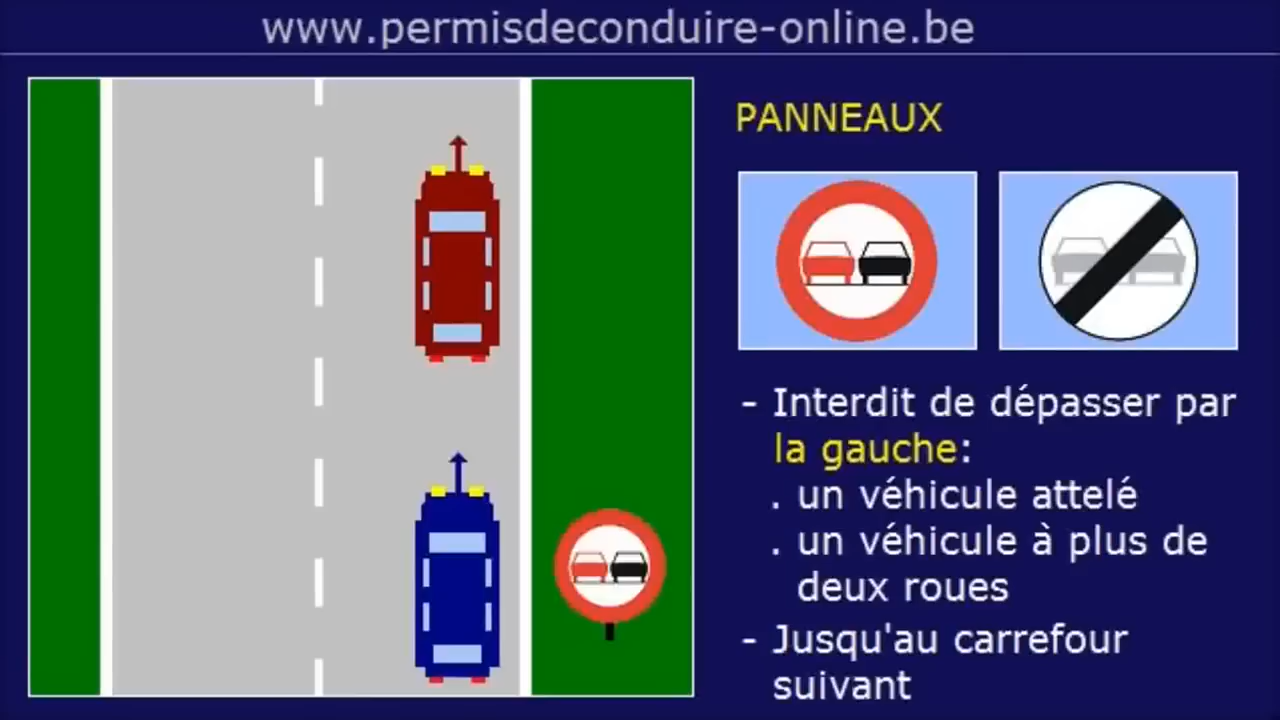 www.permisdeconduire-online.be
PANNEAUX
- Interdit de dépasser par
la gauche:
. un véhicule attelé
. un véhicule à plus de
deux roues
- Jusqu'au carrefour
suivant